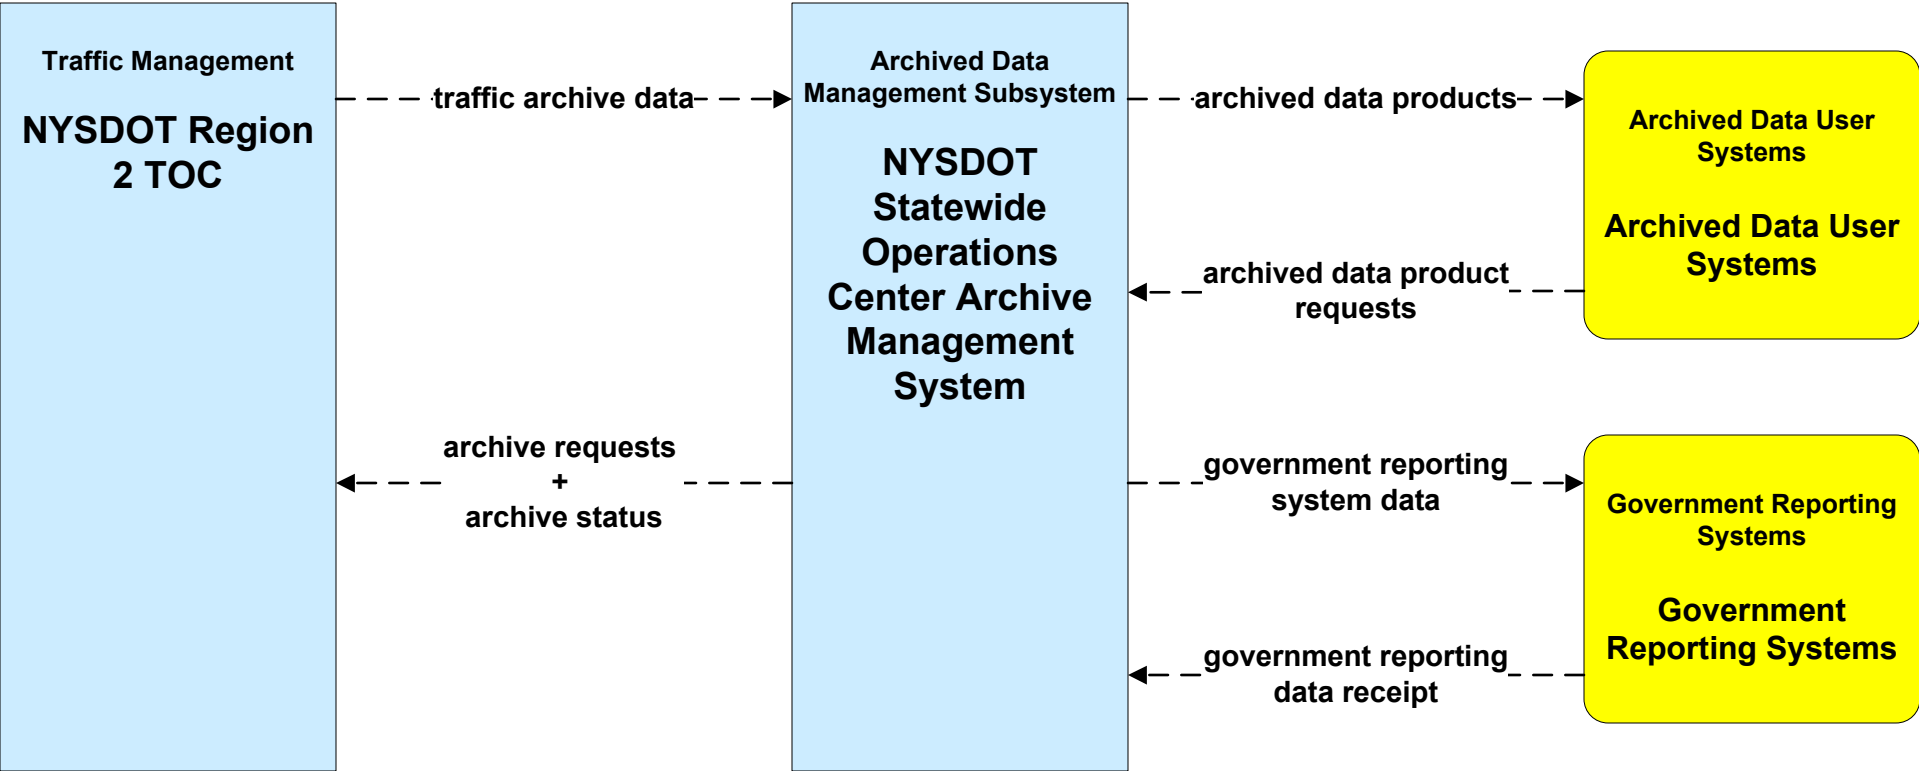 Traffic Management
NYSDOT Region
2 TOC
traffic archive data
archive requests
+
archive status
Archived Data
Management Subsystem
NYSDOT
Statewide
Operations
Center Archive
Management
System
archived data products
archived data product
requests
government reporting
system data
government reporting
data receipt
Archived Data User
Systems
Archived Data User
Systems
Government Reporting
Systems
Government
Reporting Systems